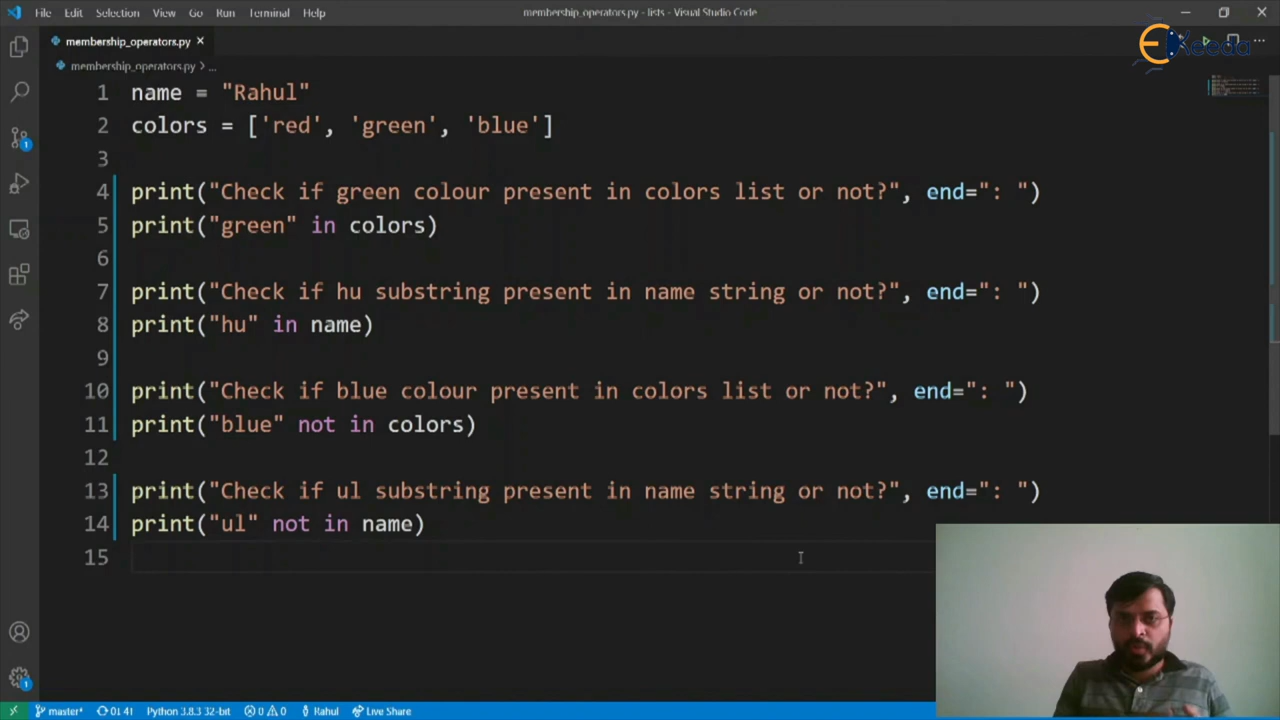 File Edit Selection View Go Run Terminal Help
membership_operators.py - lists - Visual Studio Code
membership_operators.py
membership_operators.py > ...
EKeeda
1 name = "Rahul"
2 colors = ['red', 'green', 'blue']
3
4 print("Check if green colour present in colors list or not?", end=": ")
5 print("green" in colors)
6
7 print("Check if hu substring present in name string or not?", end=": ")
8 print("hu" in name)
9
10 print("Check if blue colour present in colors list or not?", end=": ")
11 print("blue" not in colors)
12
13 print("Check if ul substring present in name string or not?", end=": ")
14 print("ul" not in name)
15
1
1
master* 01 41 Python 3.8.3 32-bit 0 0 Rahul Live Share